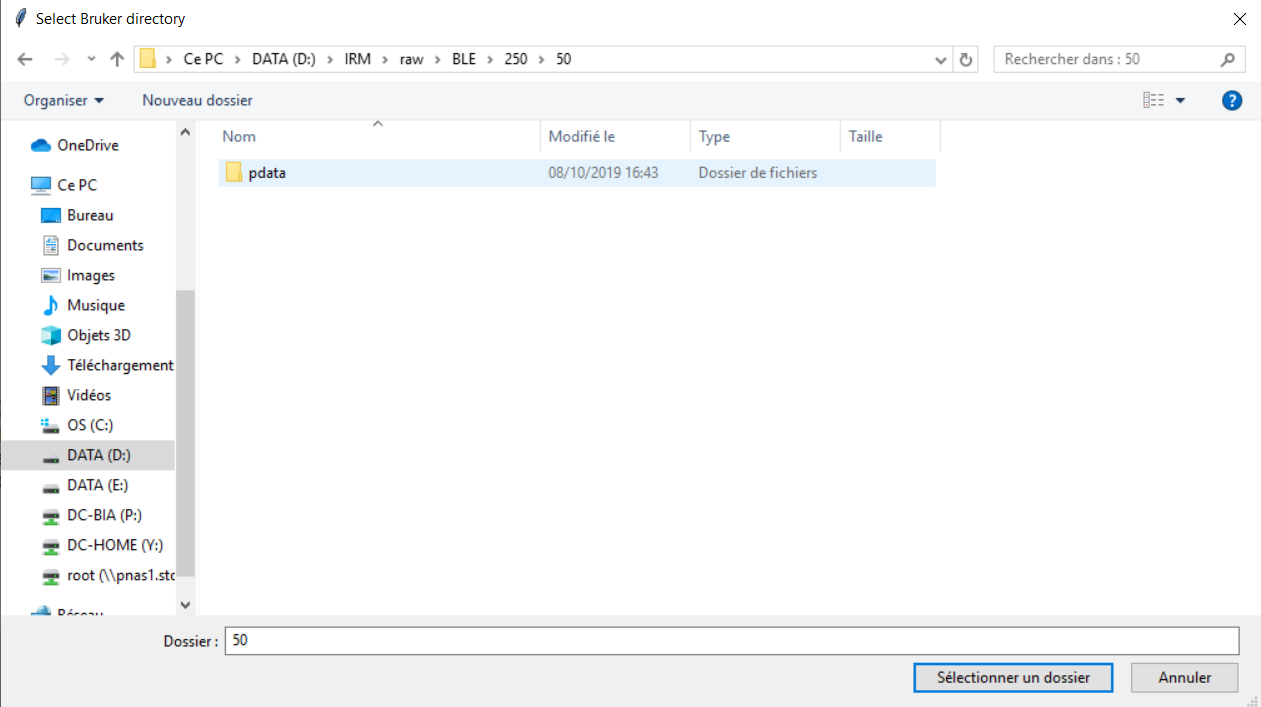 Select Bruker directory
Ce PC > DATA (D:) > IRM > raw > BLE > 250 > 50
Rechercher dans : 50
Organiser
Nouveau dossier
?
Nom Modifié le Type Taille
pdata 08/10/2019 16:43 Dossier de fichiers
OneDrive
Ce PC
Bureau
Documents
Images
Musique
Objets 3D
Téléchargement
Vidéos
OS (C:)
DATA (D:)
DATA (E:)
DC-BIA (P:)
DC-HOME (Y:)
root (\\pnas1.stc
Réseau
Dossier : 50
Sélectionner un dossier
Annuler